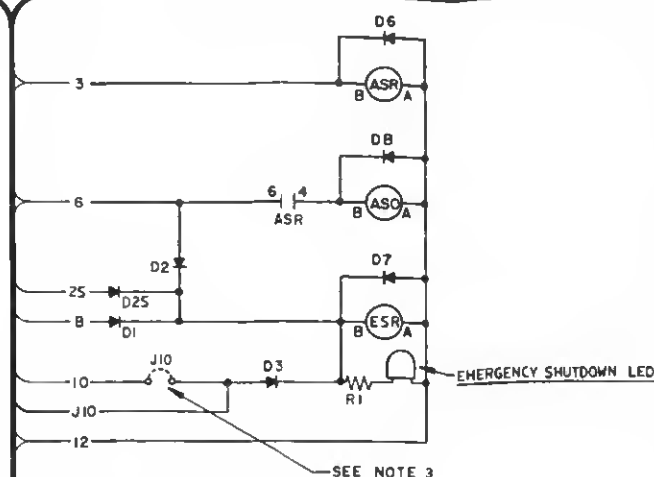 D6
3
B ASR A
D8
6
6 4
ASR
B ASO A
D2
D7
25
D25
B
D1
B ESR A
10
J10
D3
EMERGENCY SHUTDOWN LED
R1
J10
12
SEE NOTE 3